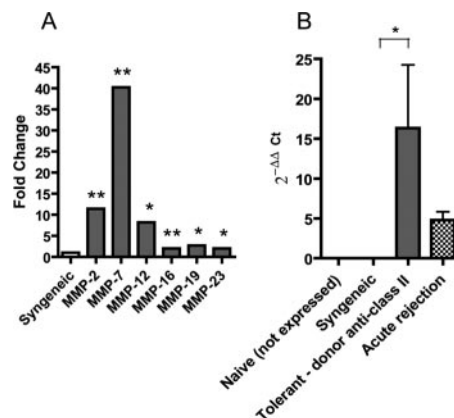 A
Fold Change
45
40
35
30
25
20
15
10
5
0
**
**
*
**
*
*
Syngeneic
MMP-2
MMP-7
MMP-12
MMP-16
MMP-19
MMP-23
B
*
2^-ΔΔ Ct
25
20
15
10
5
0
Naive (not expressed)
Syngeneic
Tolerant - donor anti-class II
Acute rejection